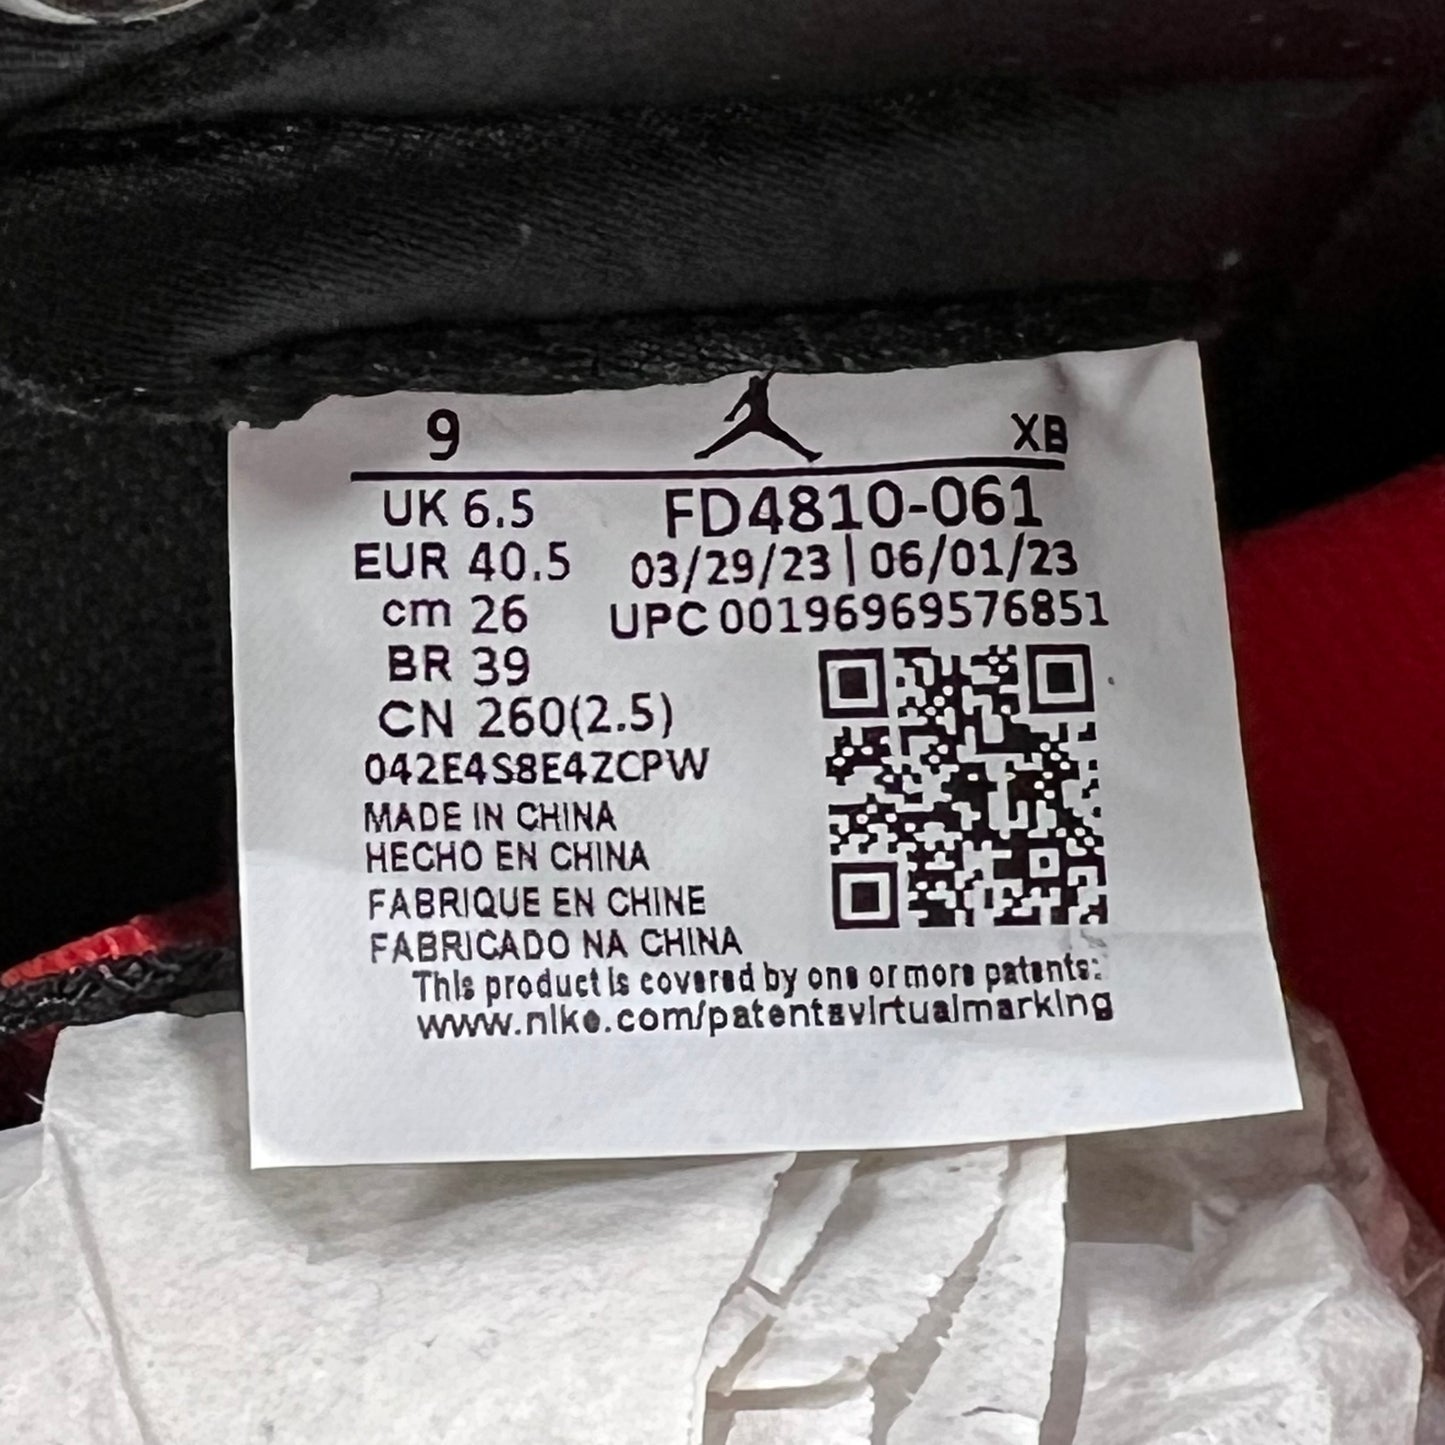 9 XB
UK 6.5 FD4810-061
EUR 40.5 03/29/23 | 06/01/23
cm 26 UPC 00196969576851
BR 39
CN 260(2.5)
042E4S8E4ZCPW
MADE IN CHINA
HECHO EN CHINA
FABRIQUE EN CHINE
FABRICADO NA CHINA
This product is covered by one or more patents:
www.nike.com/patentsvirtualmarking